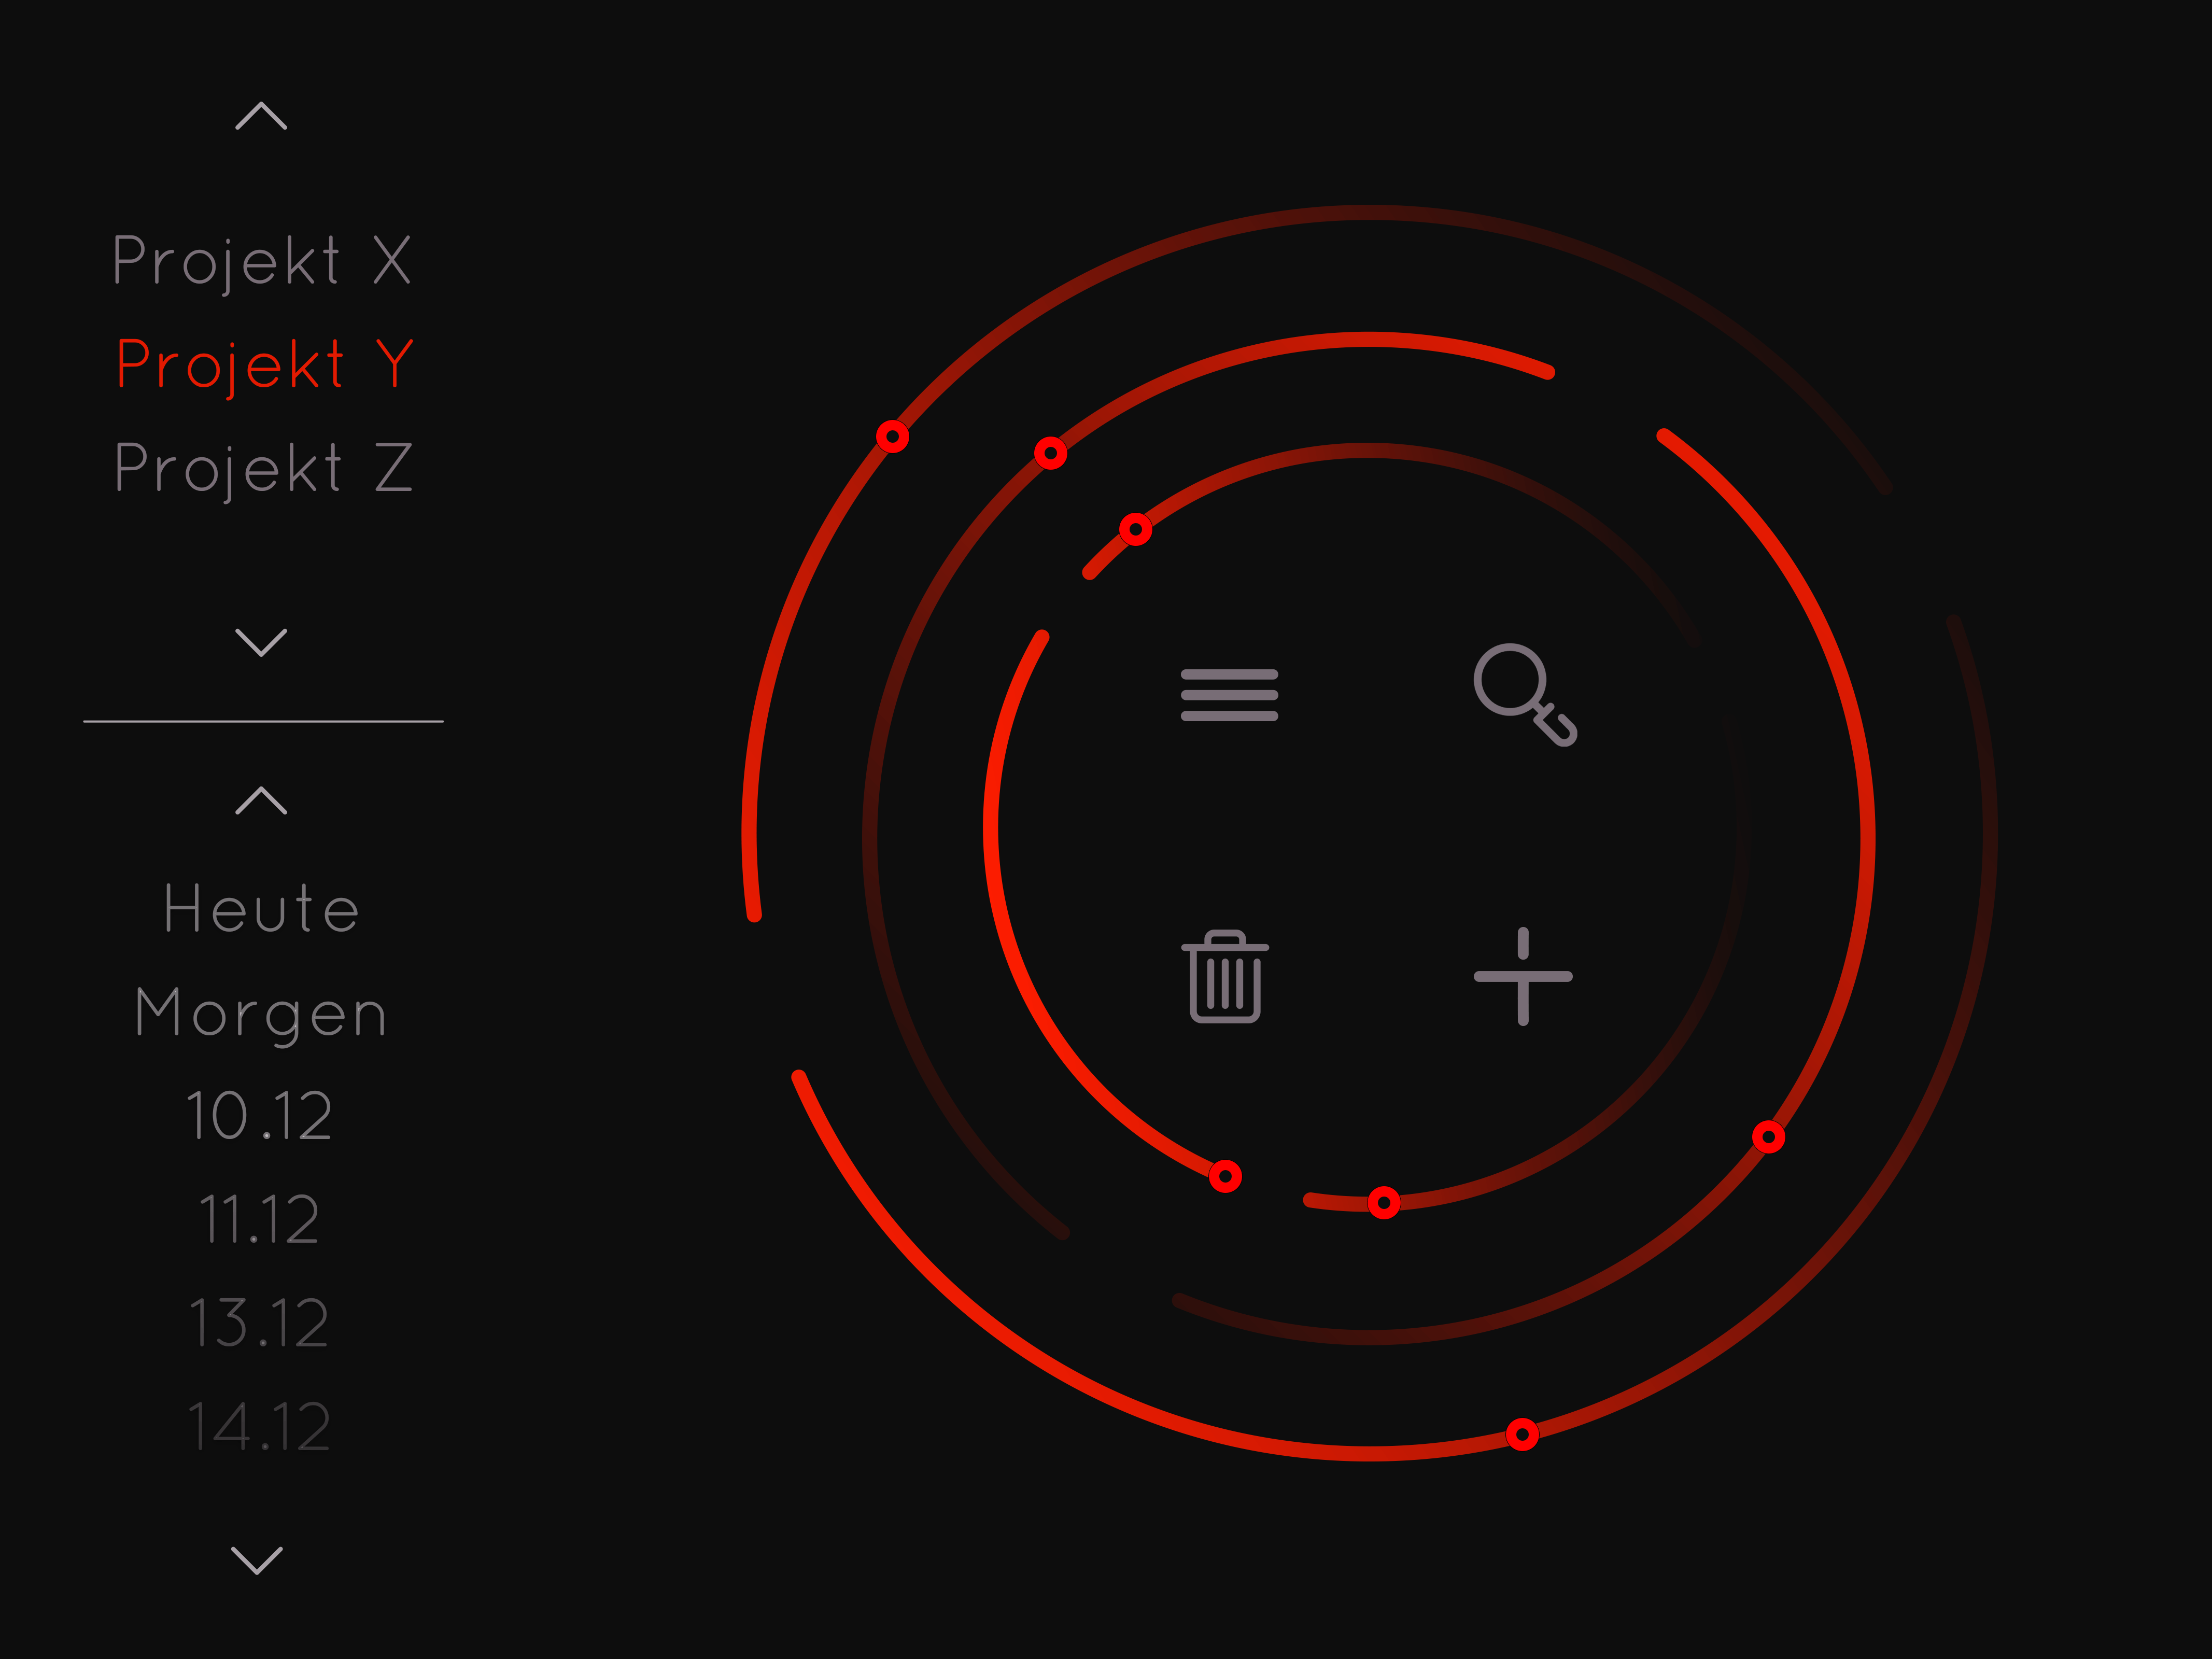 Projekt X
Projekt Y
Projekt Z
Heute
Morgen
10.12
11.12
13.12
14.12